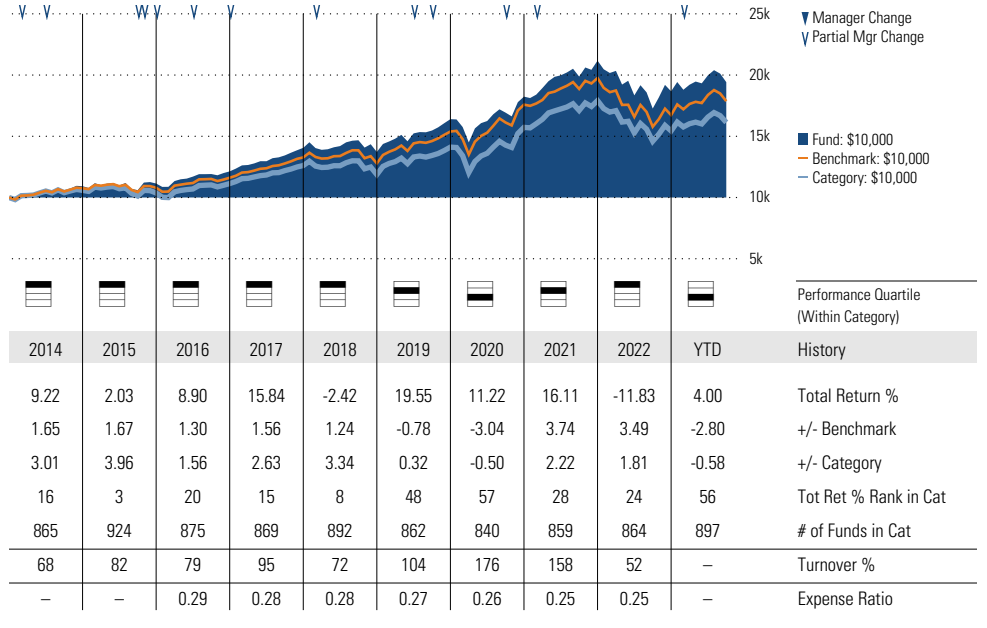 25k
20k
15k
10k
5k
Manager Change
Partial Mgr Change
Fund: $10,000
Benchmark: $10,000
Category: $10,000
Performance Quartile
(Within Category)
2014 2015 2016 2017 2018 2019 2020 2021 2022 YTD History
9.22 2.03 8.90 15.84 -2.42 19.55 11.22 16.11 -11.83 4.00 Total Return %
1.65 1.67 1.30 1.56 1.24 -0.78 -3.04 3.74 3.49 -2.80 +/- Benchmark
3.01 3.96 1.56 2.63 3.34 0.32 -0.50 2.22 1.81 -0.58 +/- Category
16 3 20 15 8 48 57 28 24 56 Tot Ret % Rank in Cat
865 924 875 869 892 862 840 859 864 897 # of Funds in Cat
68 82 79 95 72 104 176 158 52 – Turnover %
– – 0.29 0.28 0.28 0.27 0.26 0.25 0.25 – Expense Ratio